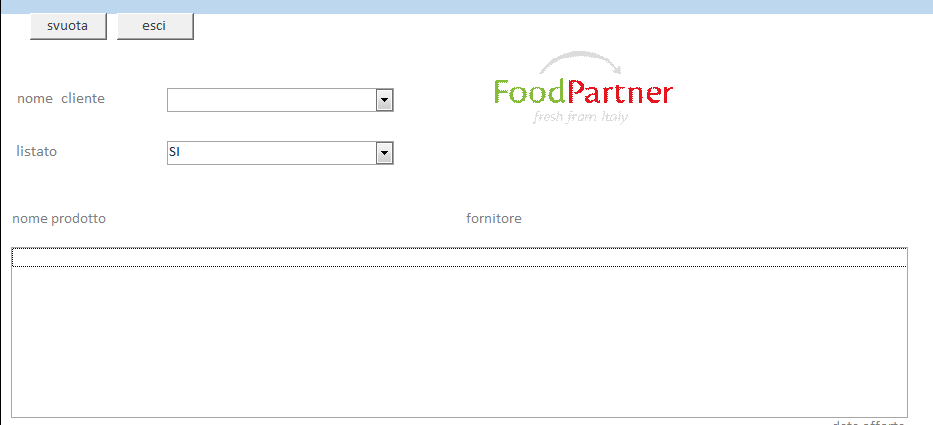 svuota esci
FoodPartner
fresh from Italy
nome cliente
listato SI
nome prodotto fornitore